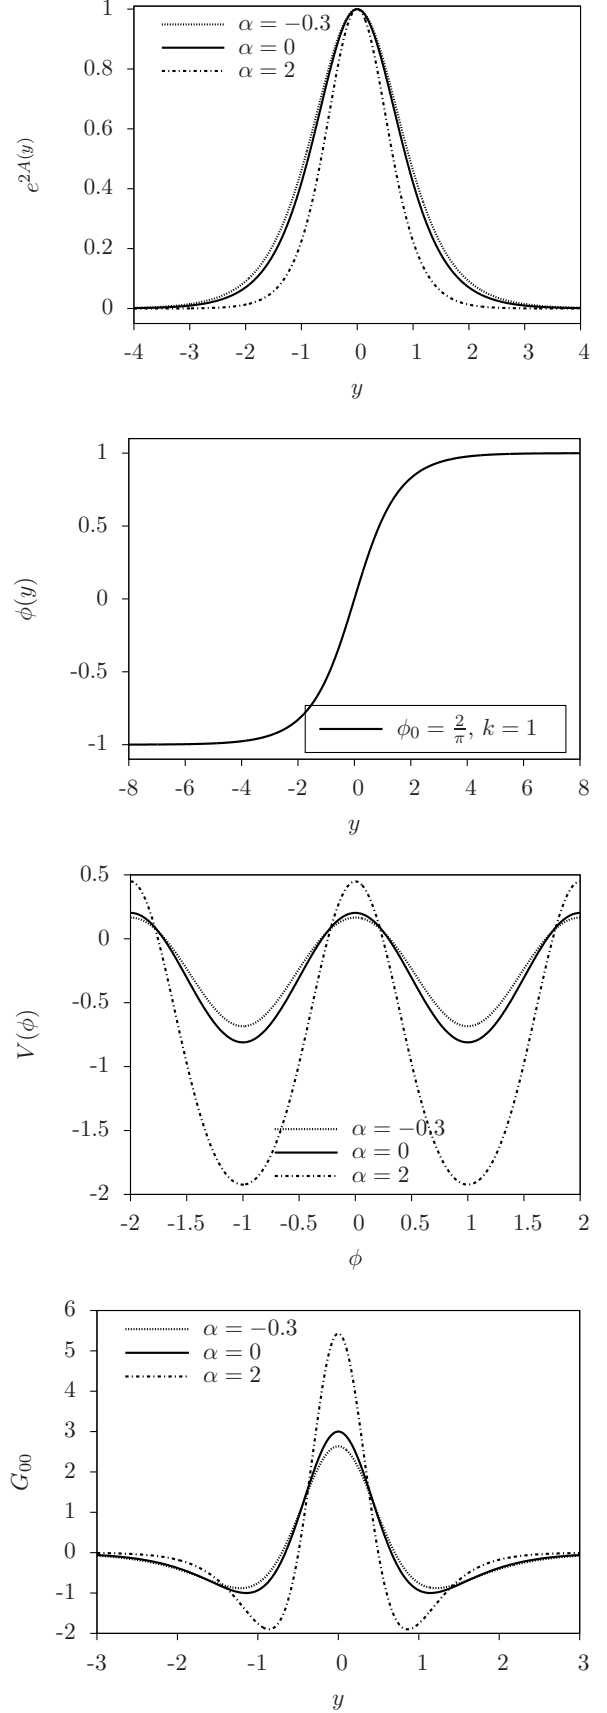 1
0.8
0.6
0.4
0.2
0
e^{2A(y)}
α = −0.3
α = 0
α = 2
-4 -3 -2 -1 0 1 2 3 4
y
1
0.5
0
-0.5
-1
ϕ(y)
ϕ₀ = 2/π, k = 1
-8 -6 -4 -2 0 2 4 6 8
y
0.5
0
-0.5
-1
-1.5
-2
V(ϕ)
α = −0.3
α = 0
α = 2
-2 -1.5 -1 -0.5 0 0.5 1 1.5 2
ϕ
6
5
4
3
2
1
0
-1
-2
G₀₀
α = −0.3
α = 0
α = 2
-3 -2 -1 0 1 2 3
y